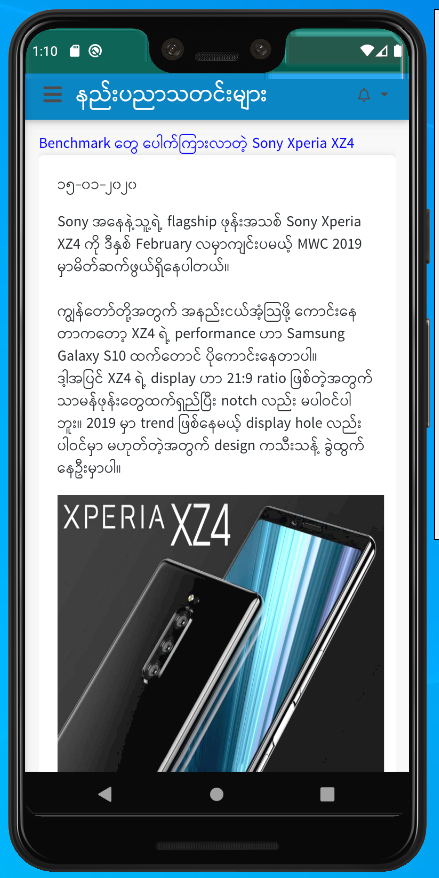 1:10
နည်းပညာသတင်းများ
Benchmark တွေ ပေါက်ကြားလာတဲ့ Sony Xperia XZ4
၁၅-၀၁-၂၀၂၀
Sony အနေနဲ့သူ့ရဲ့ flagship ဖုန်းအသစ် Sony Xperia
XZ4 ကို ဒီနှစ် February လမှာကျင်းပမယ့် MWC 2019
မှာမိတ်ဆက်ဖွယ်ရှိနေပါတယ်။
ကျွန်တော်တို့အတွက် အနည်းငယ်အံ့ဩဖို့ ကောင်းနေ
တာကတော့ XZ4 ရဲ့ performance ဟာ Samsung
Galaxy S10 ထက်တောင် ပိုကောင်းနေတာပါ။
ဒါ့အပြင် XZ4 ရဲ့ display ဟာ 21:9 ratio ဖြစ်တဲ့အတွက်
သာမန်ဖုန်းတွေထက်ရှည်ပြီး notch လည်း မပါဝင်ပါ
ဘူး။ 2019 မှာ trend ဖြစ်နေမယ့် display hole လည်း
ပါဝင်မှာ မဟုတ်တဲ့အတွက် design ကသီးသန့် ခွဲထွက်
နေဦးမှာပါ။
XPERIA XZ4